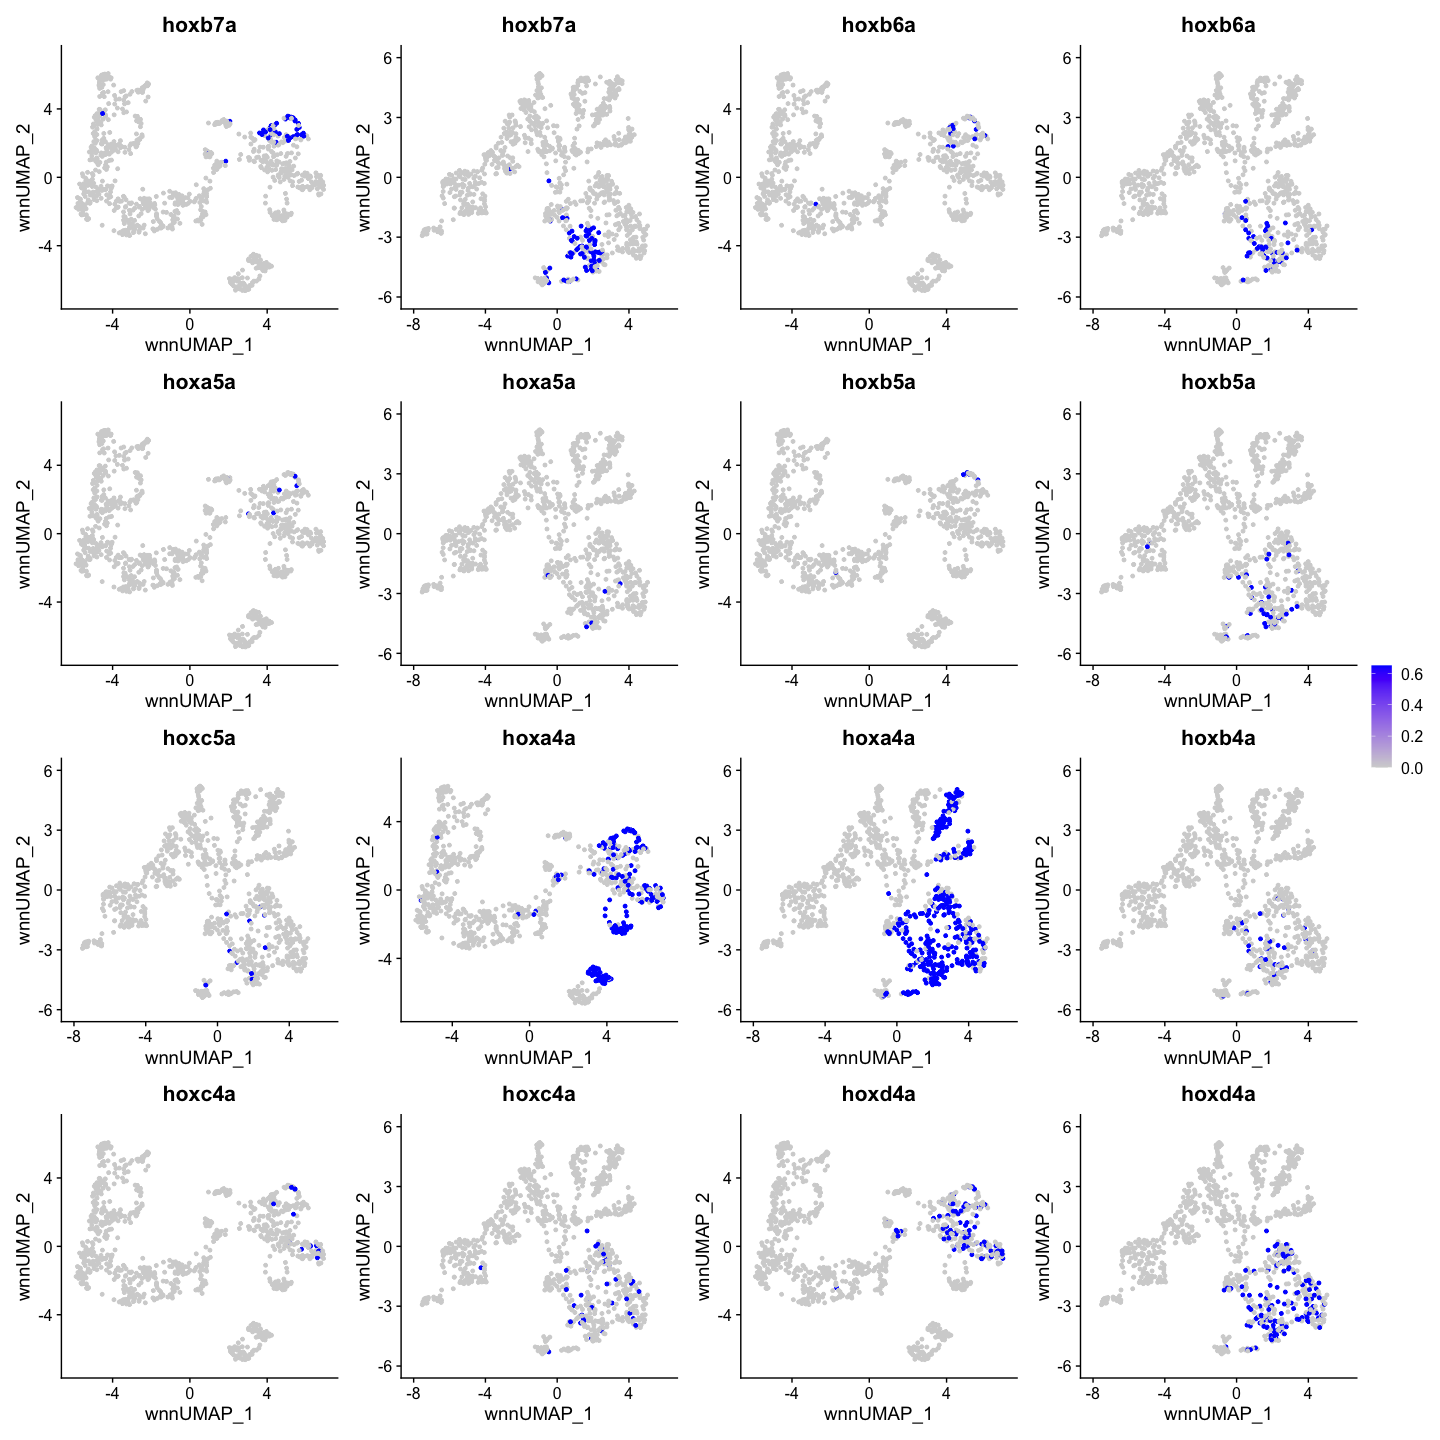 hoxb7a hoxb7a hoxb6a hoxb6a
wnnUMAP_2 4 0 -4 wnnUMAP_2 6 3 0 -3 -6 wnnUMAP_2 4 0 -4 wnnUMAP_2 6 3 0 -3 -6
-4 0 4 -8 -4 0 4 -4 0 4 -8 -4 0 4
wnnUMAP_1 wnnUMAP_1 wnnUMAP_1 wnnUMAP_1
hoxa5a hoxa5a hoxb5a hoxb5a
wnnUMAP_2 4 0 -4 wnnUMAP_2 6 3 0 -3 -6 wnnUMAP_2 4 0 -4 wnnUMAP_2 6 3 0 -3 -6
-4 0 4 -8 -4 0 4 -4 0 4 -8 -4 0 4
wnnUMAP_1 wnnUMAP_1 wnnUMAP_1 wnnUMAP_1
0.6
0.4
0.2
0.0
hoxc5a hoxa4a hoxa4a hoxb4a
wnnUMAP_2 6 3 0 -3 -6 wnnUMAP_2 4 0 -4 wnnUMAP_2 6 3 0 -3 -6 wnnUMAP_2 6 3 0 -3 -6
-8 -4 0 4 -4 0 4 -8 -4 0 4 -8 -4 0 4
wnnUMAP_1 wnnUMAP_1 wnnUMAP_1 wnnUMAP_1
hoxc4a hoxc4a hoxd4a hoxd4a
wnnUMAP_2 4 0 -4 wnnUMAP_2 6 3 0 -3 -6 wnnUMAP_2 4 0 -4 wnnUMAP_2 6 3 0 -3 -6
-4 0 4 -8 -4 0 4 -4 0 4 -8 -4 0 4
wnnUMAP_1 wnnUMAP_1 wnnUMAP_1 wnnUMAP_1